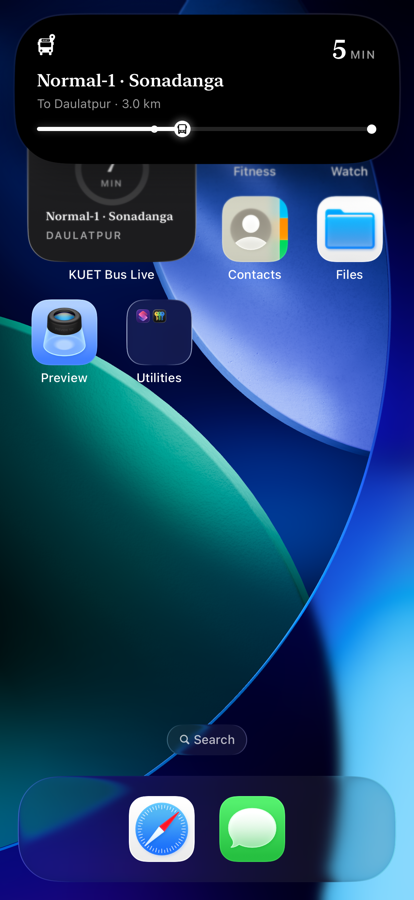 5 MIN
Normal-1 · Sonadanga
To Daulatpur · 3.0 km
MIN
Normal-1 · Sonadanga
DAULATPUR
Fitness
Watch
KUET Bus Live
Contacts
Files
Preview
Utilities
Search